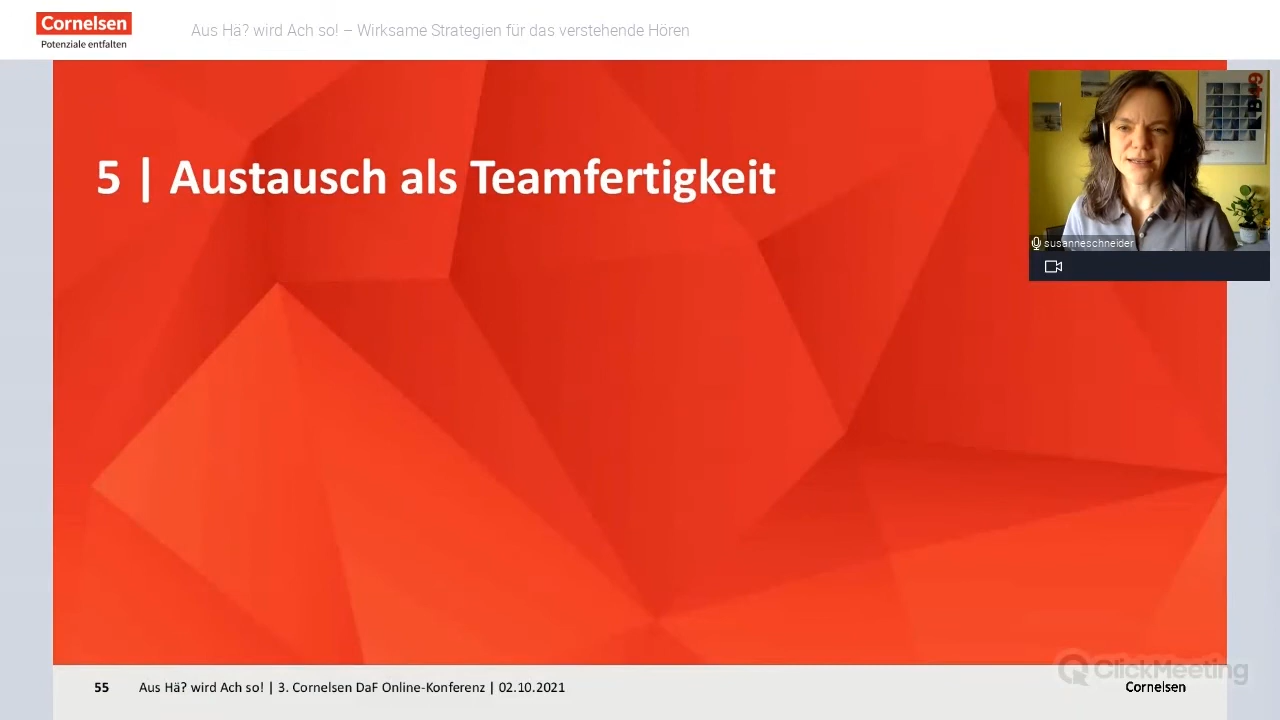 Cornelsen
Potenziale entfalten
Aus Hä? wird Ach so! – Wirksame Strategien für das verstehende Hören
5 | Austausch als Teamfertigkeit
susanneschneider
ClickMeeting
55 Aus Hä? wird Ach so! | 3. Cornelsen DaF Online-Konferenz | 02.10.2021
Cornelsen